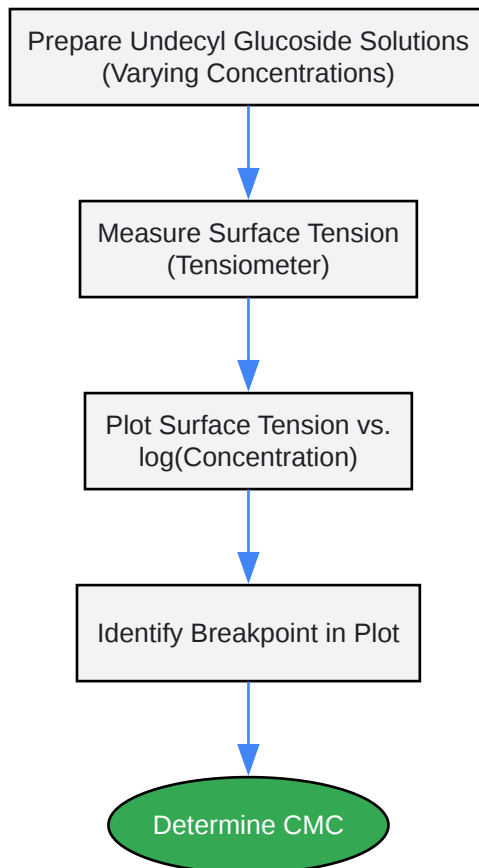 Prepare Undecyl Glucoside Solutions
(Varying Concentrations)
Measure Surface Tension
(Tensiometer)
Plot Surface Tension vs.
log(Concentration)
Identify Breakpoint in Plot
Determine CMC